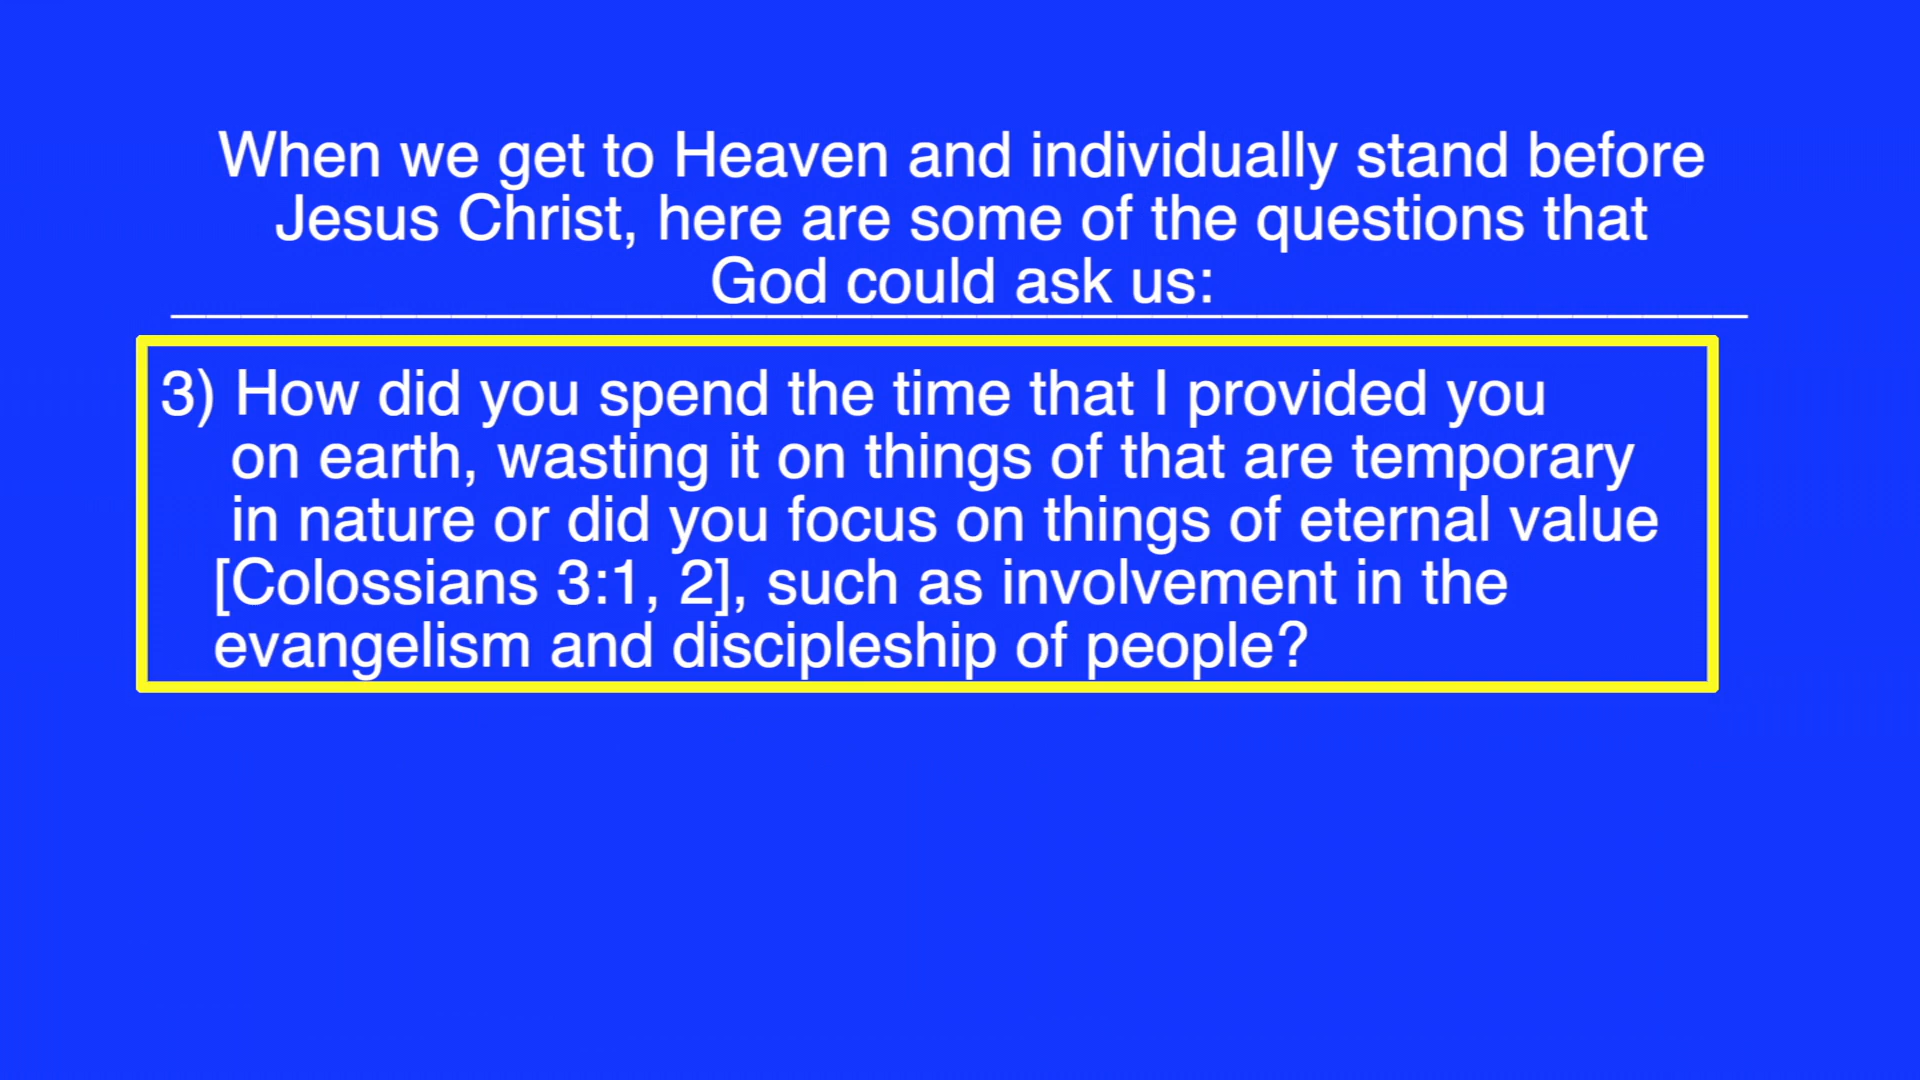 When we get to Heaven and individually stand before
Jesus Christ, here are some of the questions that
God could ask us:
3) How did you spend the time that I provided you
on earth, wasting it on things of that are temporary
in nature or did you focus on things of eternal value
[Colossians 3:1, 2], such as involvement in the
evangelism and discipleship of people?